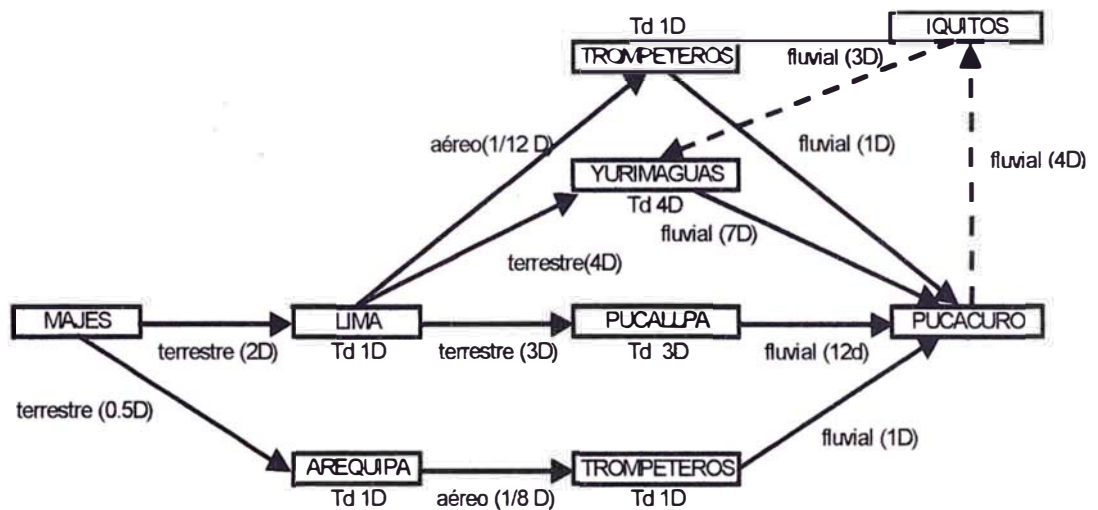 Td 1D
IQUITOS
TROMPETEROS
fluvial (3D)
aéreo(1/12 D)
fluvial (1D)
fluvial (4D)
YURIMAGUAS
Td 4D
fluvial (7D)
terrestre(4D)
MAJES
LIMA
PUCALLPA
PUCACURO
terrestre (2D)
Td 1D
terrestre (3D)
Td 3D
fluvial (12d)
terrestre (0.5D)
fluvial (1D)
AREQUIPA
TROMPETEROS
Td 1D
aéreo (1/8 D)
Td 1D